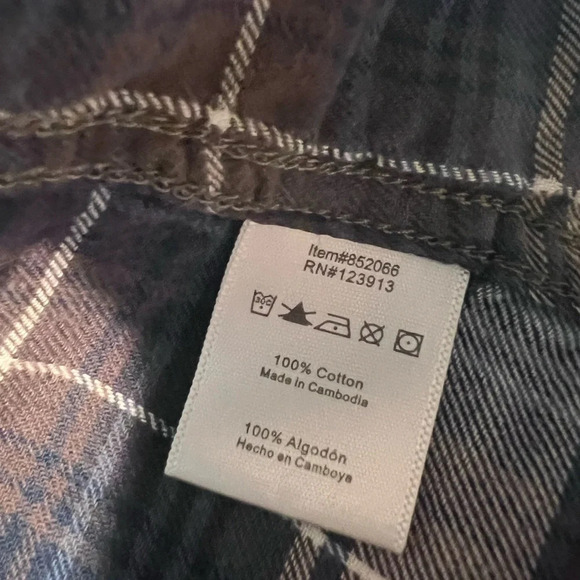 Item#852066
RN#123913
100% Cotton
Made in Cambodia
100% Algodón
Hecho en Camboya